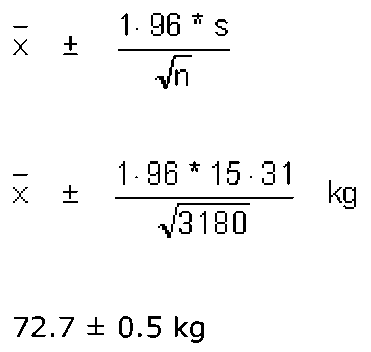 x̄ ± 1·96 * s / √n
x̄ ± 1·96 * 15·31 / √3180 kg
72.7 ± 0.5 kg